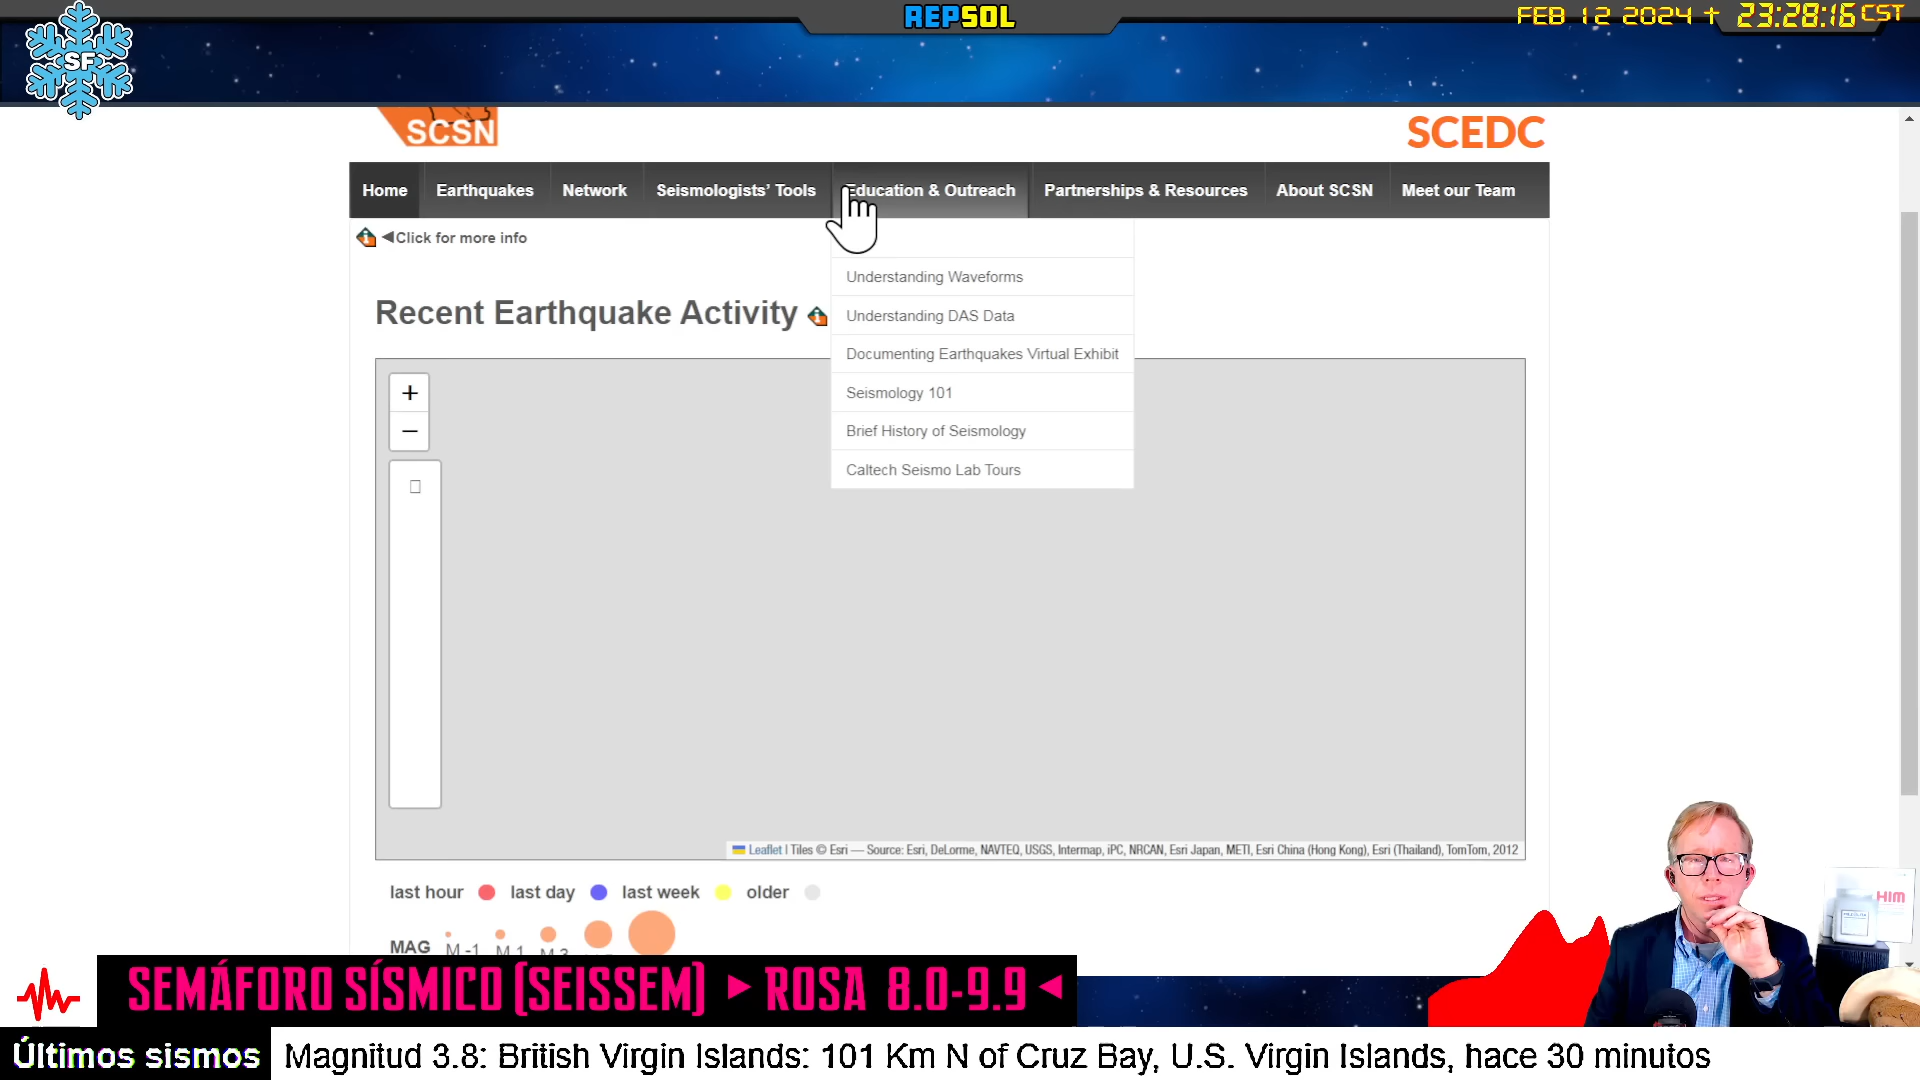 REPSOL
FEB 12 2024 + 23:28:16 CST
SF
SCSN
SCEDC
Home
Earthquakes
Network
Seismologists' Tools
Education & Outreach
Partnerships & Resources
About SCSN
Meet our Team
◀Click for more info
Understanding Waveforms
Recent Earthquake Activity
Understanding DAS Data
Documenting Earthquakes Virtual Exhibit
Seismology 101
Brief History of Seismology
Caltech Seismo Lab Tours
+
−
Leaflet | Tiles © Esri — Source: Esri, DeLorme, NAVTEQ, USGS, Intermap, iPC, NRCAN, Esri Japan, METI, Esri China (Hong Kong), Esri (Thailand), TomTom, 2012
last hour last day last week older
MAG M -1 M 1 M 3
HIM
SEMÁFORO SÍSMICO (SEISSEM) ▶ ROSA 8.0-9.9 ◀
Últimos sismos
Magnitud 3.8: British Virgin Islands: 101 Km N of Cruz Bay, U.S. Virgin Islands, hace 30 minutos